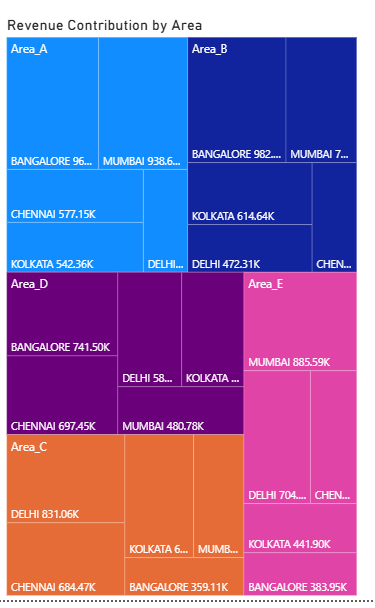 Revenue Contribution by Area
Area_A
BANGALORE 96...
MUMBAI 938.6...
CHENNAI 577.15K
KOLKATA 542.36K
DELHI...
Area_B
BANGALORE 982....
MUMBAI 7...
KOLKATA 614.64K
DELHI 472.31K
CHEN...
Area_D
BANGALORE 741.50K
CHENNAI 697.45K
DELHI 58...
KOLKATA ...
MUMBAI 480.78K
Area_E
MUMBAI 885.59K
DELHI 704....
CHEN...
KOLKATA 441.90K
BANGALORE 383.95K
Area_C
DELHI 831.06K
CHENNAI 684.47K
KOLKATA 6...
MUMB...
BANGALORE 359.11K